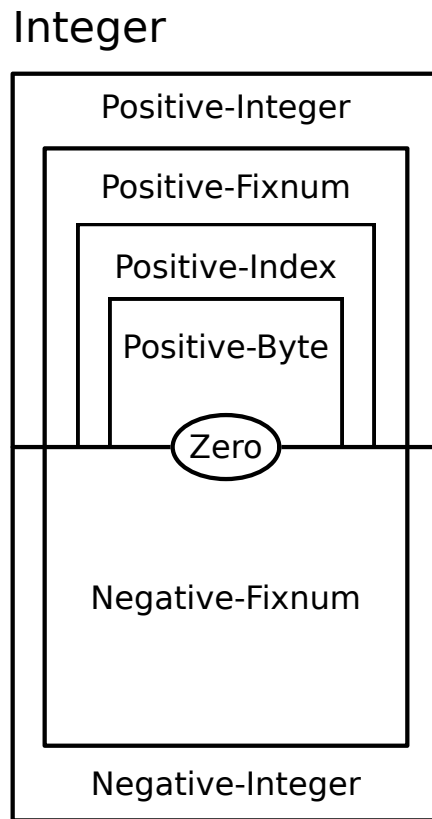 Integer
Positive-Integer
Positive-Fixnum
Positive-Index
Positive-Byte
Zero
Negative-Fixnum
Negative-Integer